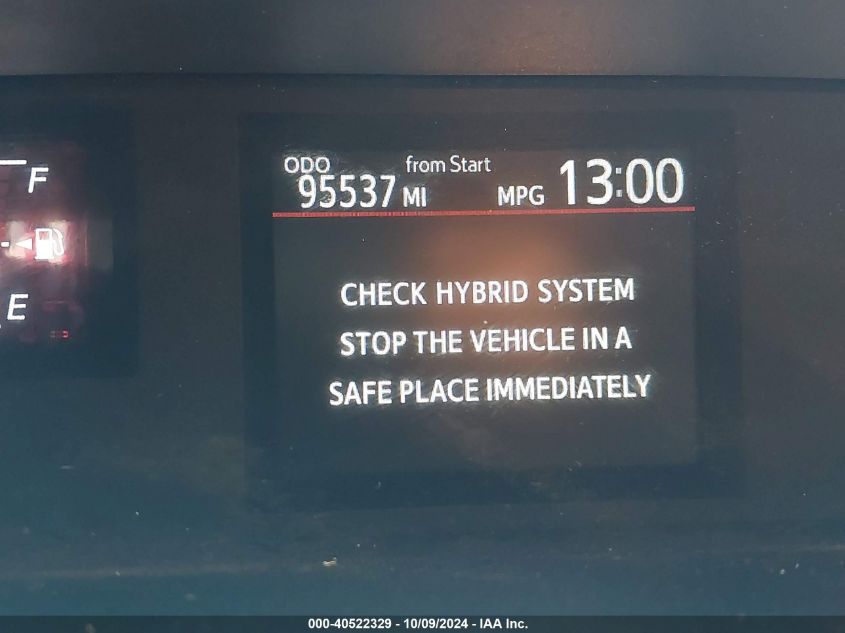 F
ODO from Start
95537 MI MPG 13:00
E
CHECK HYBRID SYSTEM
STOP THE VEHICLE IN A
SAFE PLACE IMMEDIATELY
000-40522329 - 10/09/2024 - IAA Inc.